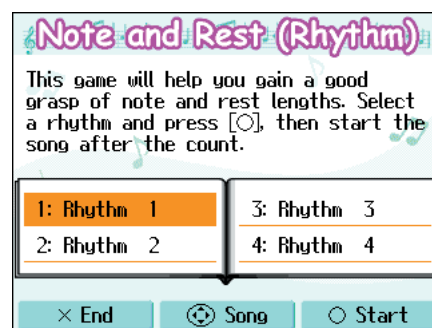 Note and Rest (Rhythm)
This game will help you gain a good
grasp of note and rest lengths. Select
a rhythm and press [○], then start the
song after the count.
1: Rhythm 1
2: Rhythm 2
3: Rhythm 3
4: Rhythm 4
× End
Song
○ Start